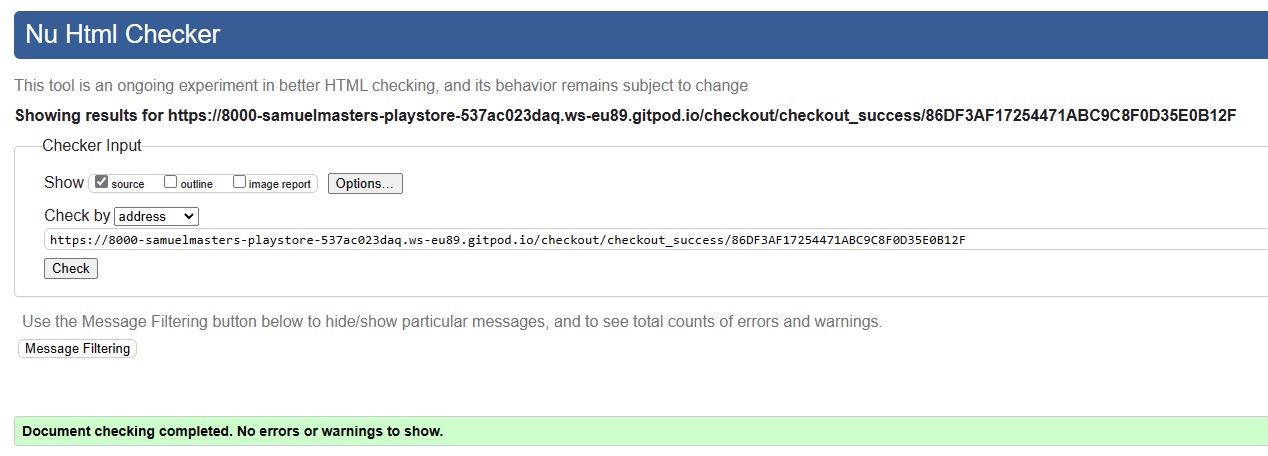 Nu Html Checker
This tool is an ongoing experiment in better HTML checking, and its behavior remains subject to change
Showing results for https://8000-samuelmasters-playstore-537ac023daq.ws-eu89.gitpod.io/checkout/checkout_success/86DF3AF17254471ABC9C8F0D35E0B12F
Checker Input
Show source outline image report Options...
Check by address
https://8000-samuelmasters-playstore-537ac023daq.ws-eu89.gitpod.io/checkout/checkout_success/86DF3AF17254471ABC9C8F0D35E0B12F
Check
Use the Message Filtering button below to hide/show particular messages, and to see total counts of errors and warnings.
Message Filtering
Document checking completed. No errors or warnings to show.